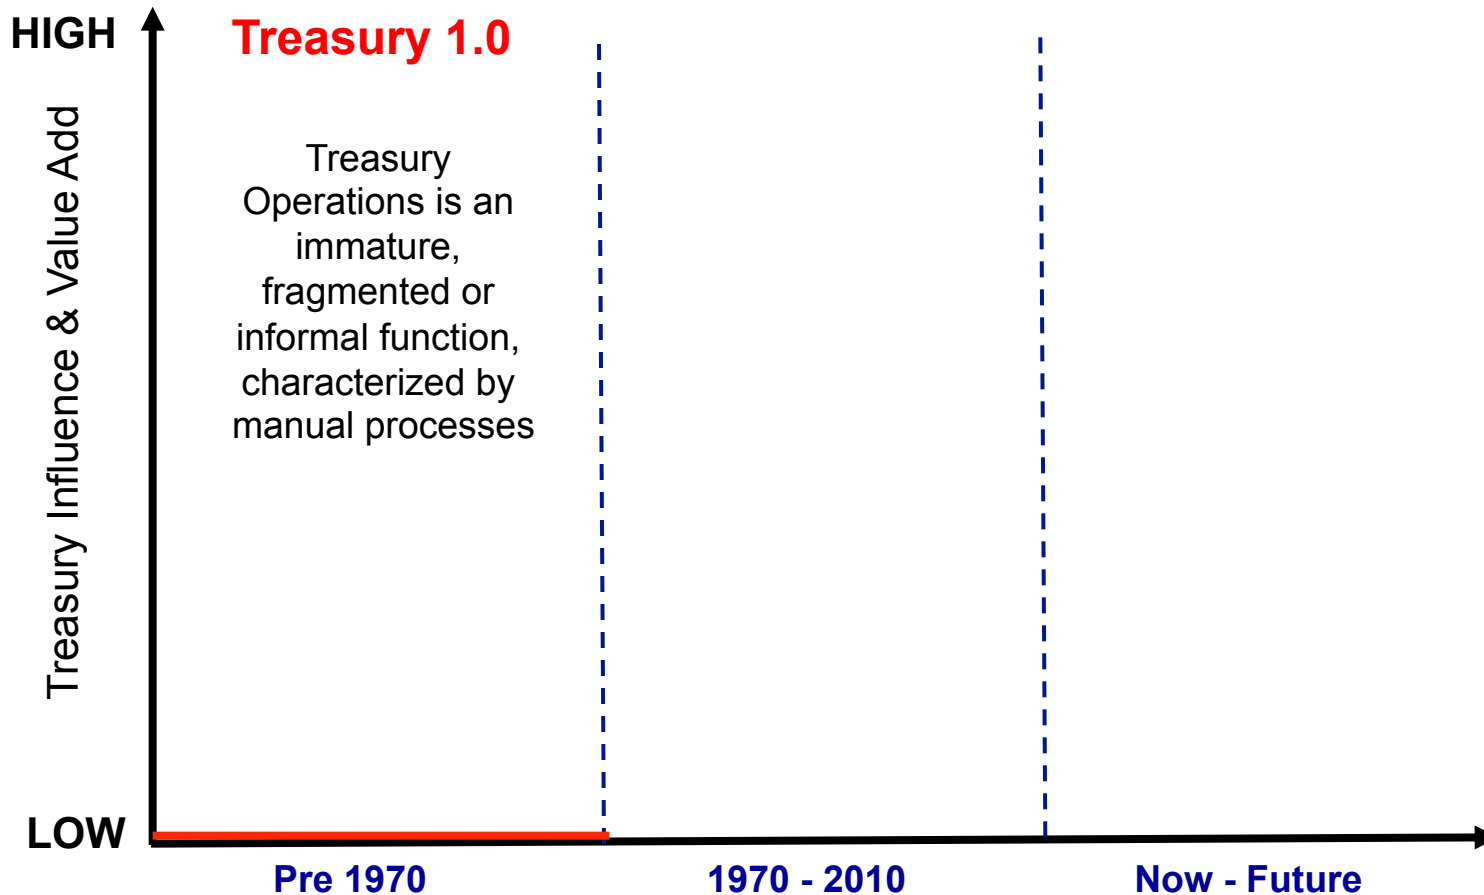 HIGH
Treasury 1.0
Treasury Influence & Value Add
Treasury
Operations is an
immature,
fragmented or
informal function,
characterized by
manual processes
LOW
Pre 1970
1970 - 2010
Now - Future